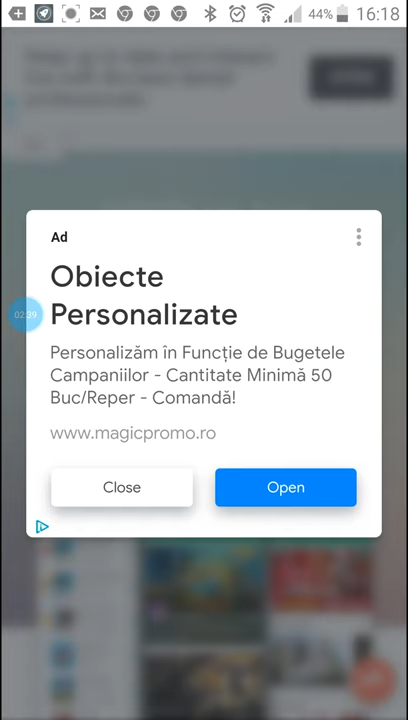 44% 16:18
Ad
Obiecte
Personalizate
02:39
Personalizăm în Funcție de Bugetele
Campaniilor - Cantitate Minimă 50
Buc/Reper - Comandă!
www.magicpromo.ro
Close Open